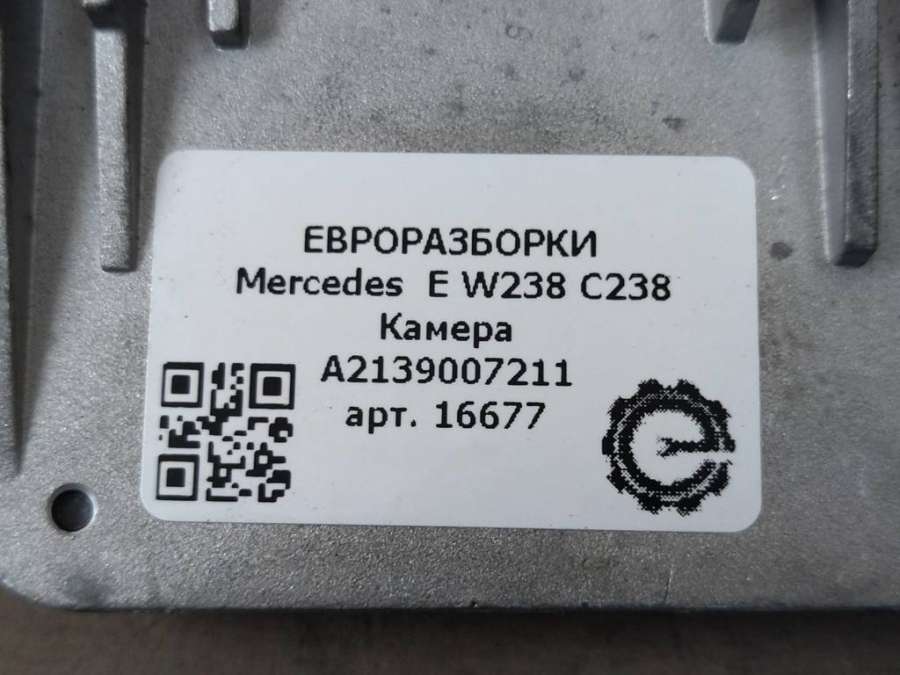 ЕВРОРАЗБОРКИ
Mercedes E W238 C238
Камера
A2139007211
арт. 16677